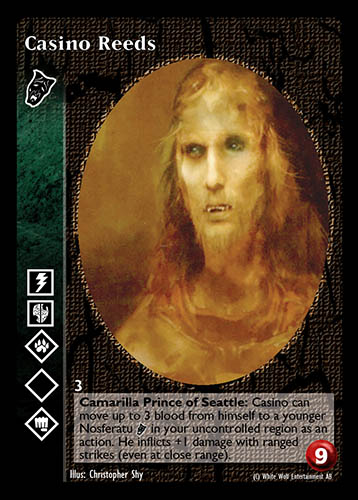 Casino Reeds
3
Camarilla Prince of Seattle: Casino can
move up to 3 blood from himself to a younger
Nosferatu in your uncontrolled region as an
action. He inflicts +1 damage with ranged
strikes (even at close range).
9
Illus: Christopher Shy
(C) White Wolf Entertainment AB